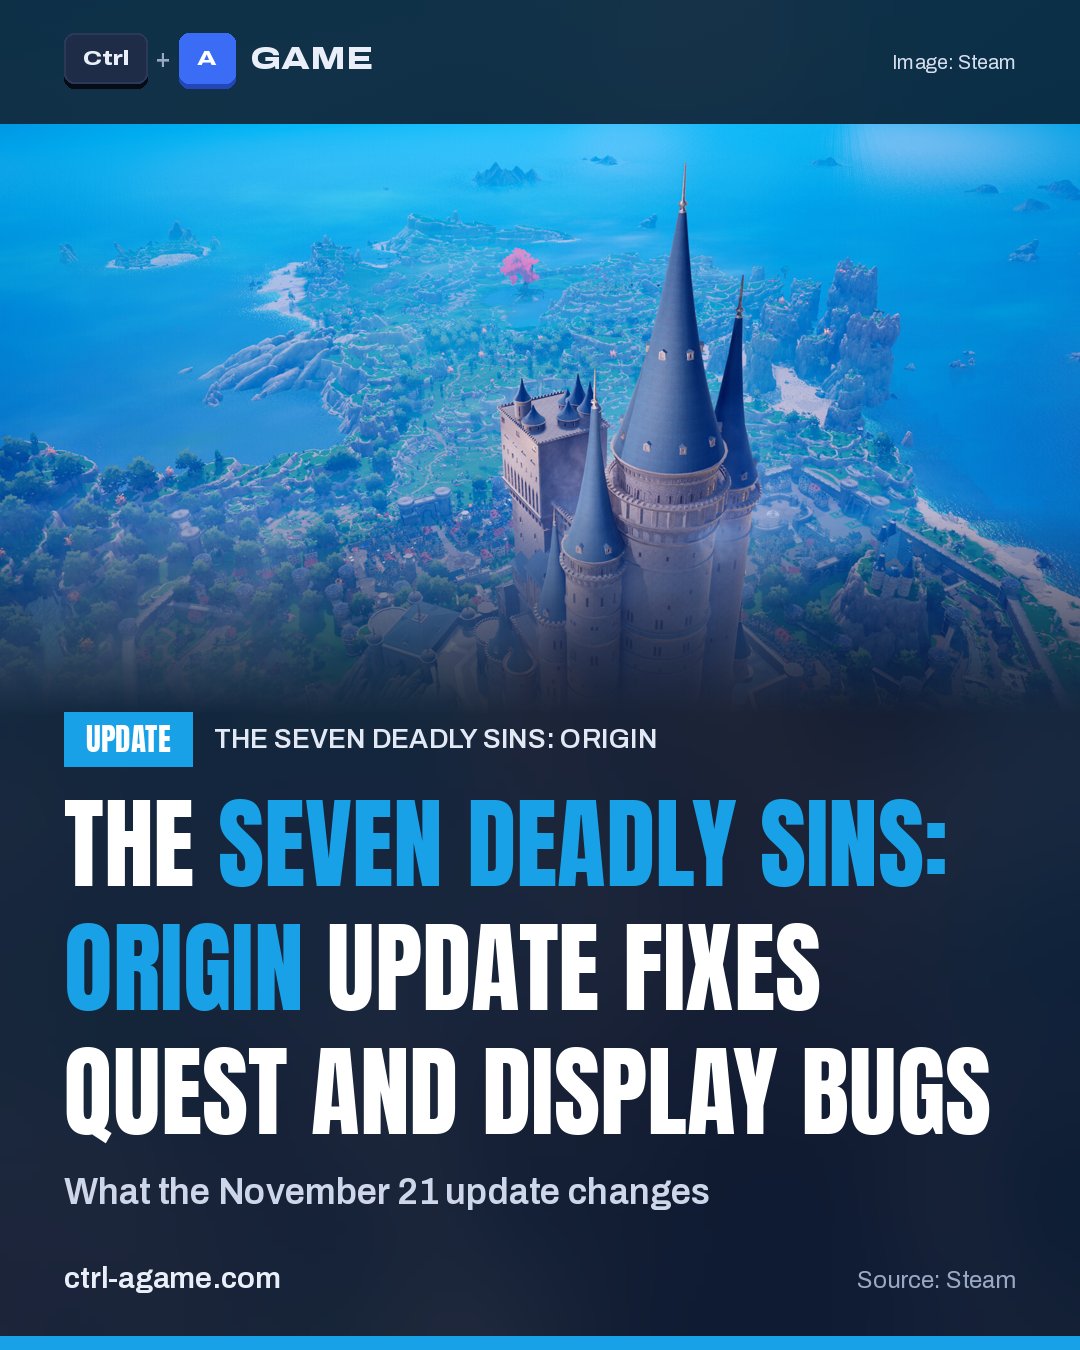 Ctrl + A GAME
Image: Steam
UPDATE THE SEVEN DEADLY SINS: ORIGIN
THE SEVEN DEADLY SINS:
ORIGIN UPDATE FIXES
QUEST AND DISPLAY BUGS
What the November 21 update changes
ctrl-agame.com
Source: Steam